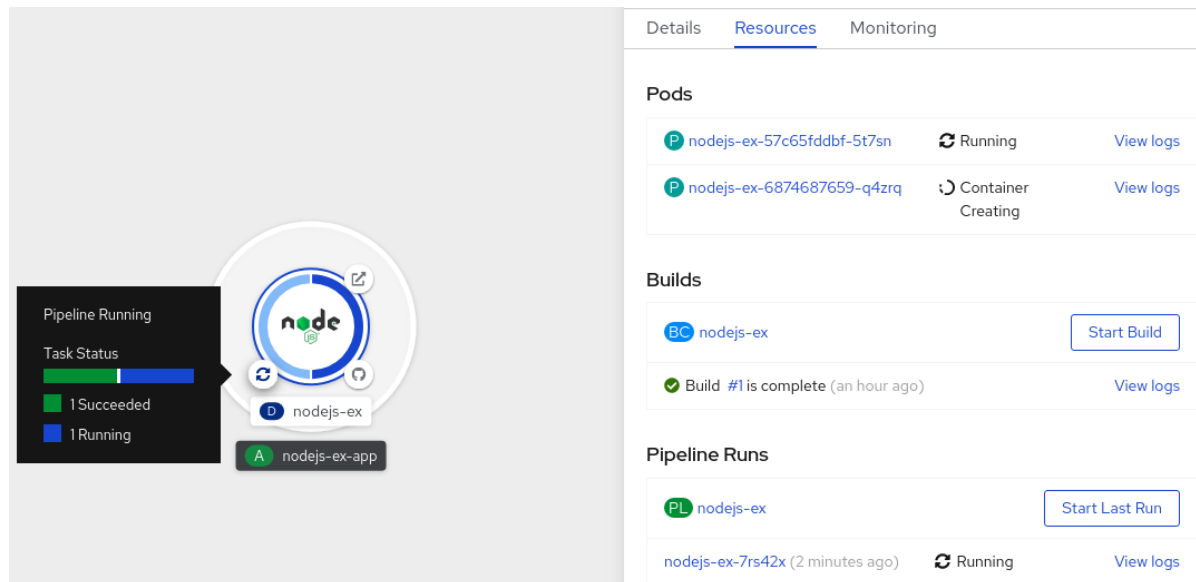 Details Resources Monitoring
Pods
P nodejs-ex-57c65fddbf-5t7sn Running View logs
P nodejs-ex-6874687659-q4zrq Container View logs
Creating
Builds
BC nodejs-ex Start Build
Build #1 is complete (an hour ago) View logs
Pipeline Runs
PL nodejs-ex Start Last Run
nodejs-ex-7rs42x (2 minutes ago) Running View logs
Pipeline Running
Task Status
1 Succeeded
1 Running
node
JS
D nodejs-ex
A nodejs-ex-app